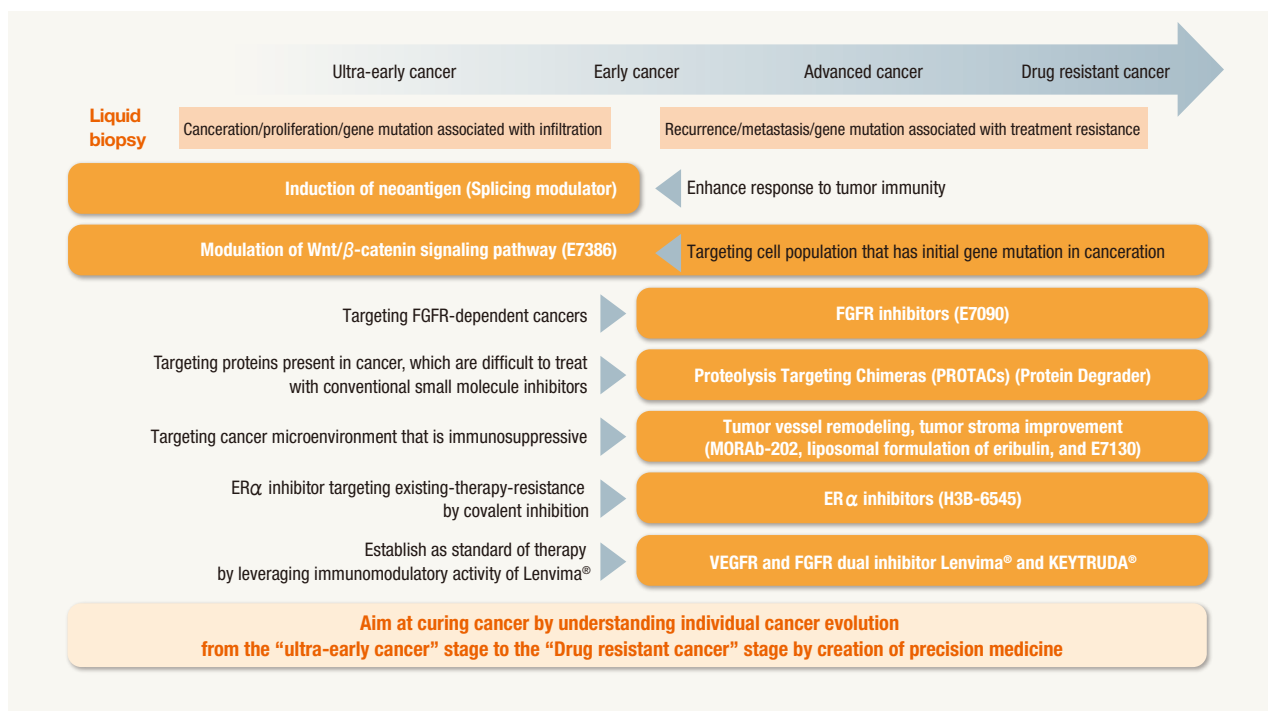 Ultra-early cancer
Early cancer
Advanced cancer
Drug resistant cancer
Liquid
biopsy
Canceration/proliferation/gene mutation associated with infiltration
Recurrence/metastasis/gene mutation associated with treatment resistance
Induction of neoantigen (Splicing modulator)
Enhance response to tumor immunity
Modulation of Wnt/β-catenin signaling pathway (E7386)
Targeting cell population that has initial gene mutation in canceration
Targeting FGFR-dependent cancers
FGFR inhibitors (E7090)
Targeting proteins present in cancer, which are difficult to treat
with conventional small molecule inhibitors
Proteolysis Targeting Chimeras (PROTACs) (Protein Degrader)
Targeting cancer microenvironment that is immunosuppressive
Tumor vessel remodeling, tumor stroma improvement
(MORAb-202, liposomal formulation of eribulin, and E7130)
ERα inhibitor targeting existing-therapy-resistance
by covalent inhibition
ERα inhibitors (H3B-6545)
Establish as standard of therapy
by leveraging immunomodulatory activity of Lenvima®
VEGFR and FGFR dual inhibitor Lenvima® and KEYTRUDA®
Aim at curing cancer by understanding individual cancer evolution
from the “ultra-early cancer” stage to the “Drug resistant cancer” stage by creation of precision medicine